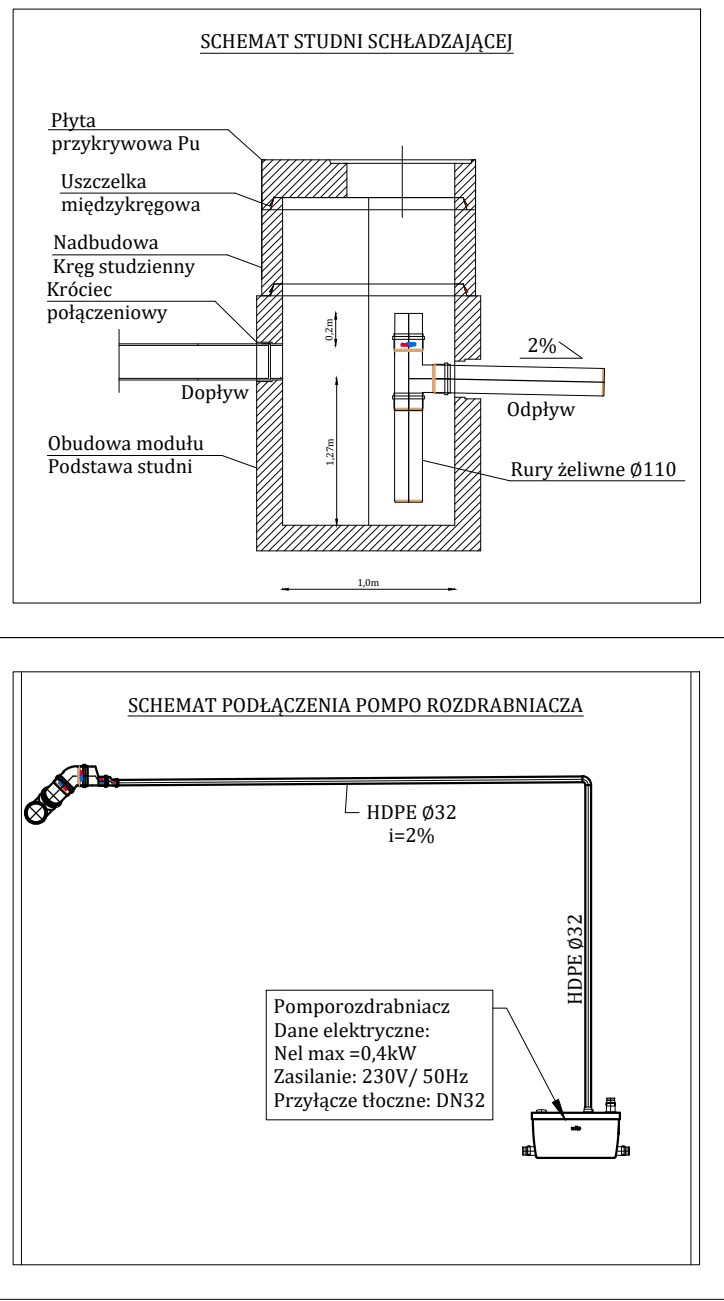 SCHEMAT STUDNI SCHŁADZAJĄCEJ
Płyta
przykrywowa Pu
Uszczelka
międzykręgowa
Nadbudowa
Kręg studzienny
Króciec
połączeniowy
0,2m
2%
Dopływ
Odpływ
Obudowa modułu
Podstawa studni
1,27m
Rury żeliwne Ø110
1,0m
SCHEMAT PODŁĄCZENIA POMPO ROZDRABNIACZA
HDPE Ø32
i=2%
HDPE Ø32
Pomporozdrabniacz
Dane elektryczne:
Nel max =0,4kW
Zasilanie: 230V/ 50Hz
Przyłącze tłoczne: DN32